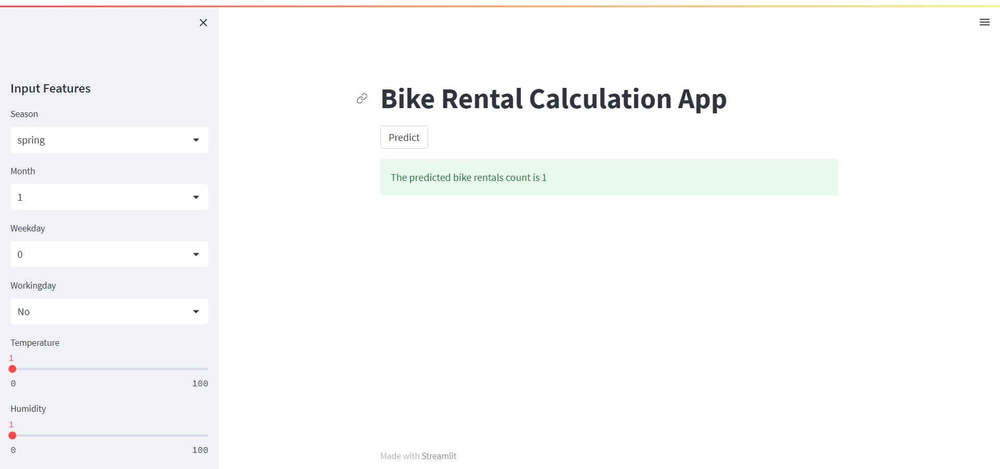 Input Features
Season
spring
Month
1
Weekday
0
Workingday
No
Temperature
1
0 100
Humidity
1
0 100
Bike Rental Calculation App
Predict
The predicted bike rentals count is 1
Made with Streamlit